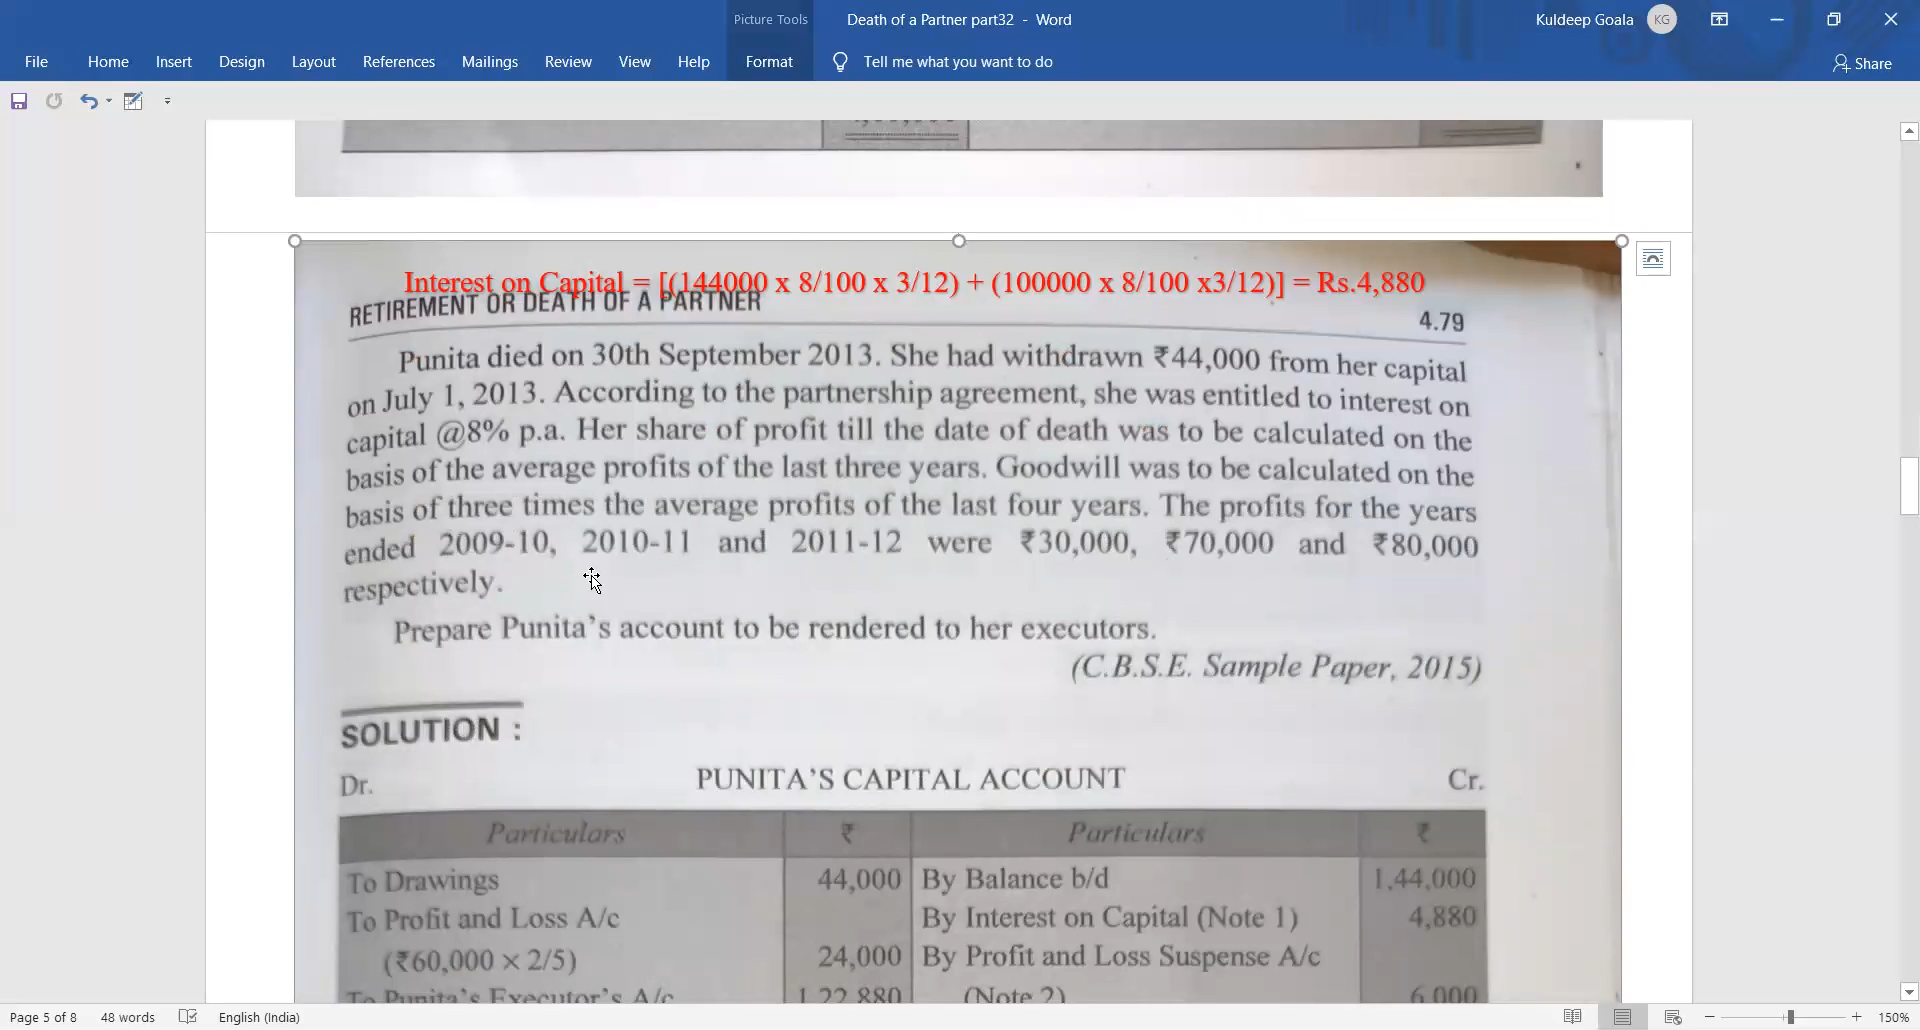 Picture Tools
Death of a Partner part32 - Word
Kuldeep Goala
KG
File Home Insert Design Layout References Mailings Review View Help Format Tell me what you want to do
Share
Interest on Capital = [(144000 x 8/100 x 3/12) + (100000 x 8/100 x3/12)] = Rs.4,880
RETIREMENT OR DEATH OF A PARTNER 4.79
Punita died on 30th September 2013. She had withdrawn ₹44,000 from her capital
on July 1, 2013. According to the partnership agreement, she was entitled to interest on
capital @8% p.a. Her share of profit till the date of death was to be calculated on the
basis of the average profits of the last three years. Goodwill was to be calculated on the
basis of three times the average profits of the last four years. The profits for the years
ended 2009-10, 2010-11 and 2011-12 were ₹30,000, ₹70,000 and ₹80,000
respectively.
Prepare Punita's account to be rendered to her executors.
(C.B.S.E. Sample Paper, 2015)
SOLUTION :
Dr. PUNITA'S CAPITAL ACCOUNT Cr.
Particulars ₹ Particulars ₹
To Drawings 44,000 By Balance b/d 1,44,000
To Profit and Loss A/c By Interest on Capital (Note 1) 4,880
(₹60,000 × 2/5) 24,000 By Profit and Loss Suspense A/c
To Punita's Executor's A/c 1,22,880 (Note 2) 6,000
Page 5 of 8 48 words English (India) 150%